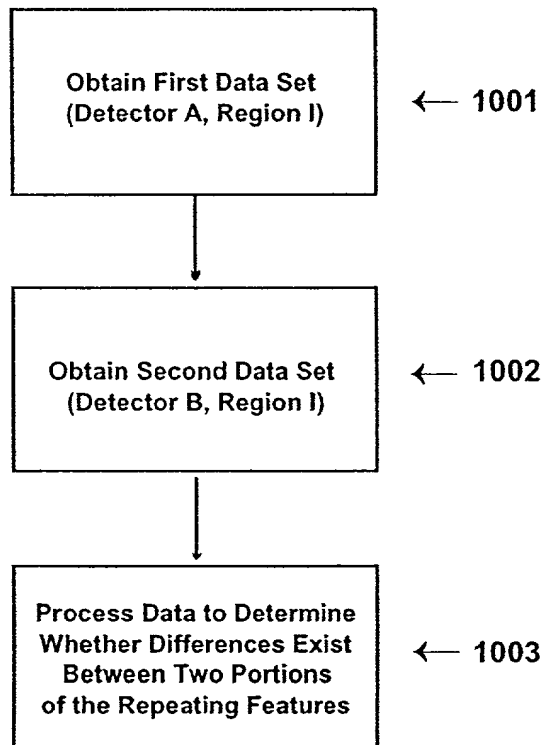 Obtain First Data Set
(Detector A, Region I)
← 1001
Obtain Second Data Set
(Detector B, Region I)
← 1002
Process Data to Determine
Whether Differences Exist
Between Two Portions
of the Repeating Features
← 1003